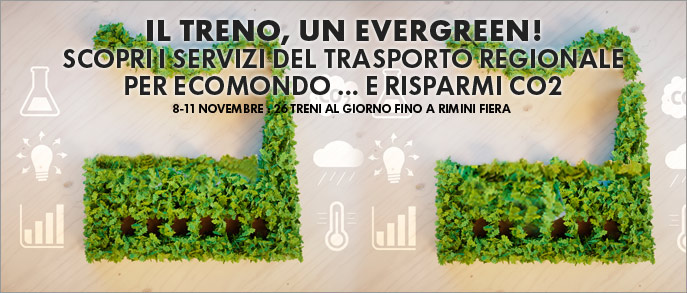 IL TRENO, UN EVERGREEN!
SCOPRI I SERVIZI DEL TRASPORTO REGIONALE
PER ECOMONDO ... E RISPARMI CO2
8-11 NOVEMBRE : 26 TRENI AL GIORNO FINO A RIMINI FIERA